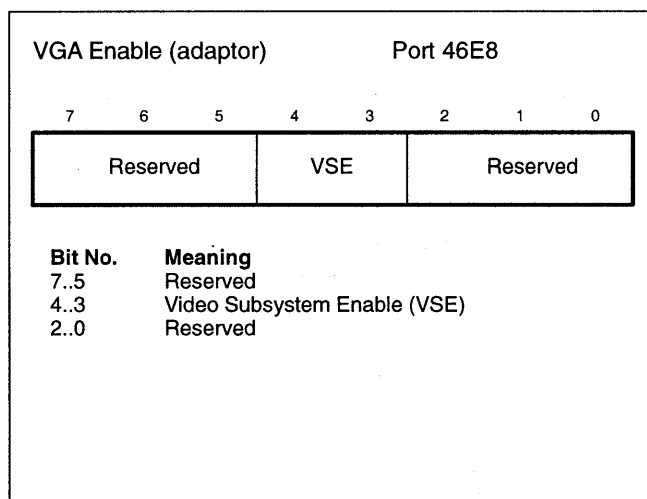 VGA Enable (adaptor) Port 46E8
7 6 5 4 3 2 1 0
Reserved VSE Reserved
Bit No. Meaning
7..5 Reserved
4..3 Video Subsystem Enable (VSE)
2..0 Reserved